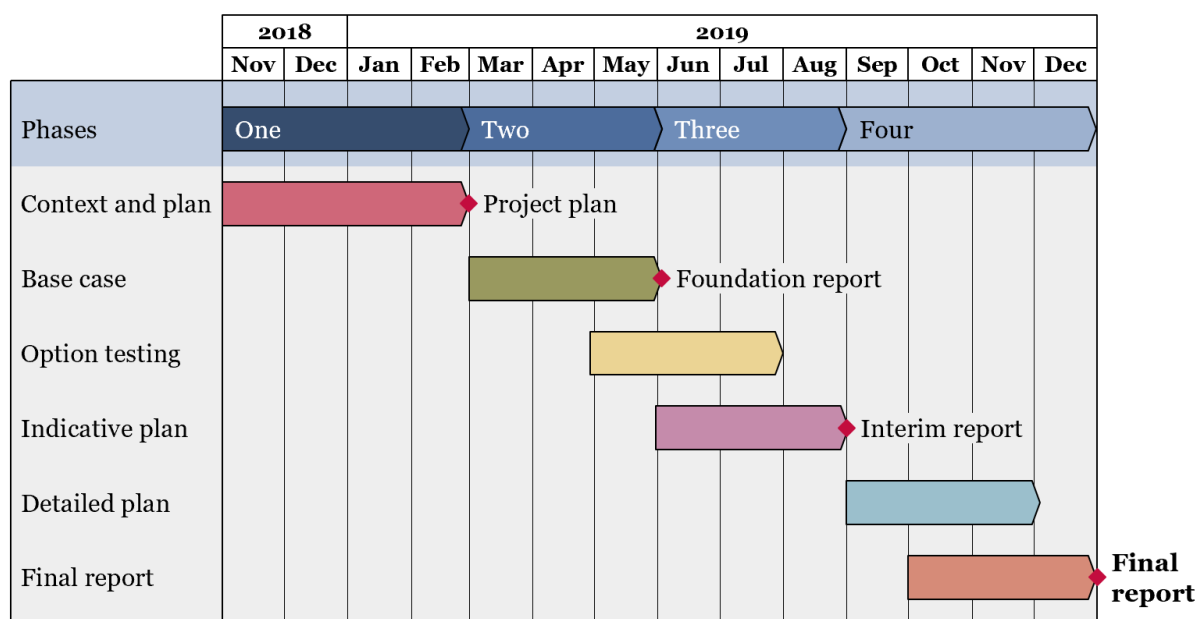 2018 2019
Nov Dec Jan Feb Mar Apr May Jun Jul Aug Sep Oct Nov Dec
Phases One Two Three Four
Context and plan Project plan
Base case Foundation report
Option testing
Indicative plan Interim report
Detailed plan
Final report Final
report